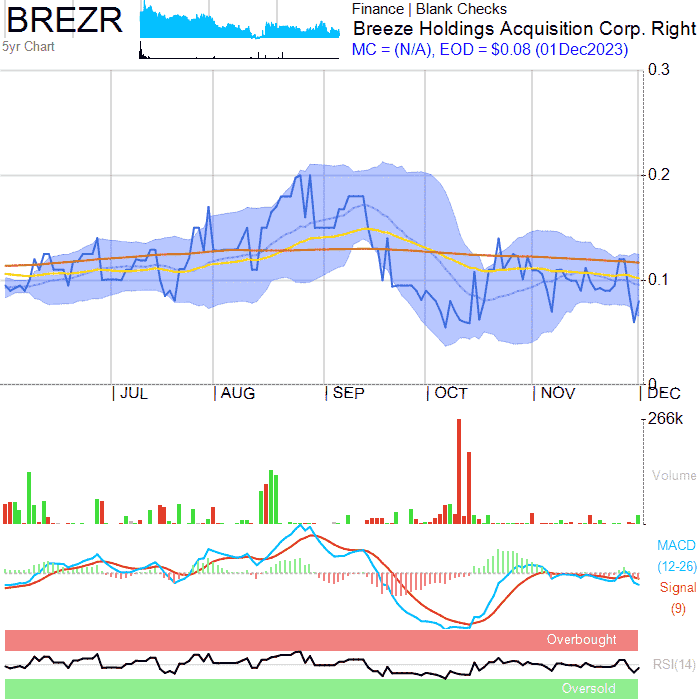 BREZR
5yr Chart
Finance | Blank Checks
Breeze Holdings Acquisition Corp. Right
MC = (N/A), EOD = $0.08 (01Dec2023)
0.3
0.2
0.1
0
| JUL | AUG | SEP | OCT | NOV | DEC
266k
Volume
MACD
(12-26)
Signal
(9)
Overbought
RSI(14)
Oversold